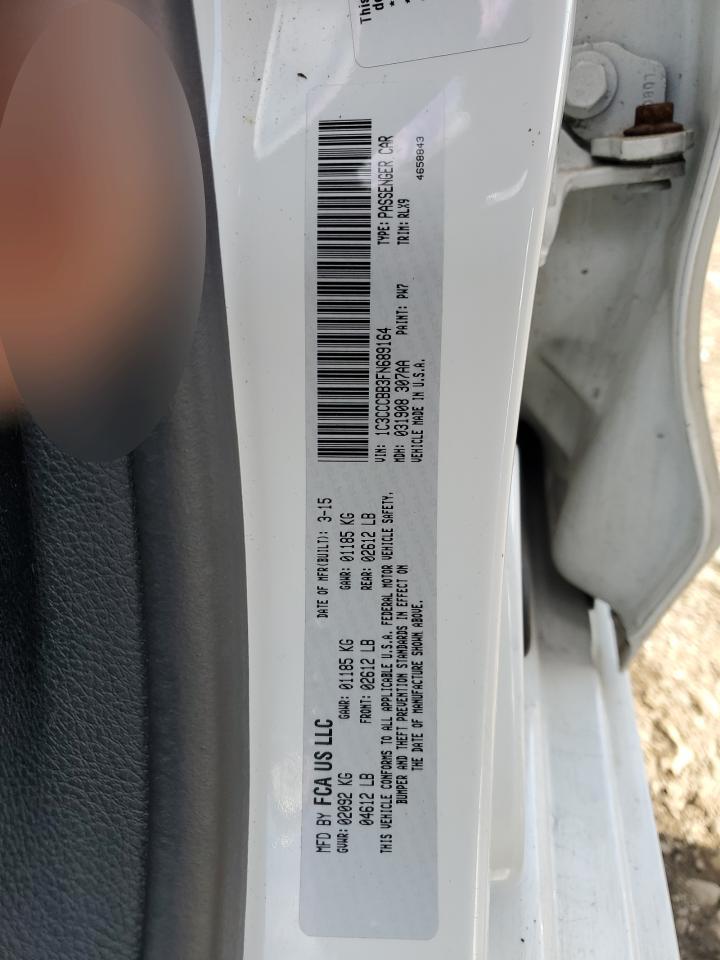 This
de
MFD BY FCA US LLC
DATE OF MFR(BUILT): 3-15
GVWR: 02092 KG GAWR: 01185 KG GAWR: 01185 KG
04612 LB FRONT: 02612 LB REAR: 02612 LB
THIS VEHICLE CONFORMS TO ALL APPLICABLE U.S.A. FEDERAL MOTOR VEHICLE SAFETY,
BUMPER AND THEFT PREVENTION STANDARDS IN EFFECT ON
THE DATE OF MANUFACTURE SHOWN ABOVE.
VIN: 1C3CCCBB3FN689164 TYPE: PASSENGER CAR
MDH: 031908 307AA PAINT: PW7 TRIM: RLX9
VEHICLE MADE IN U.S.A. 4658843